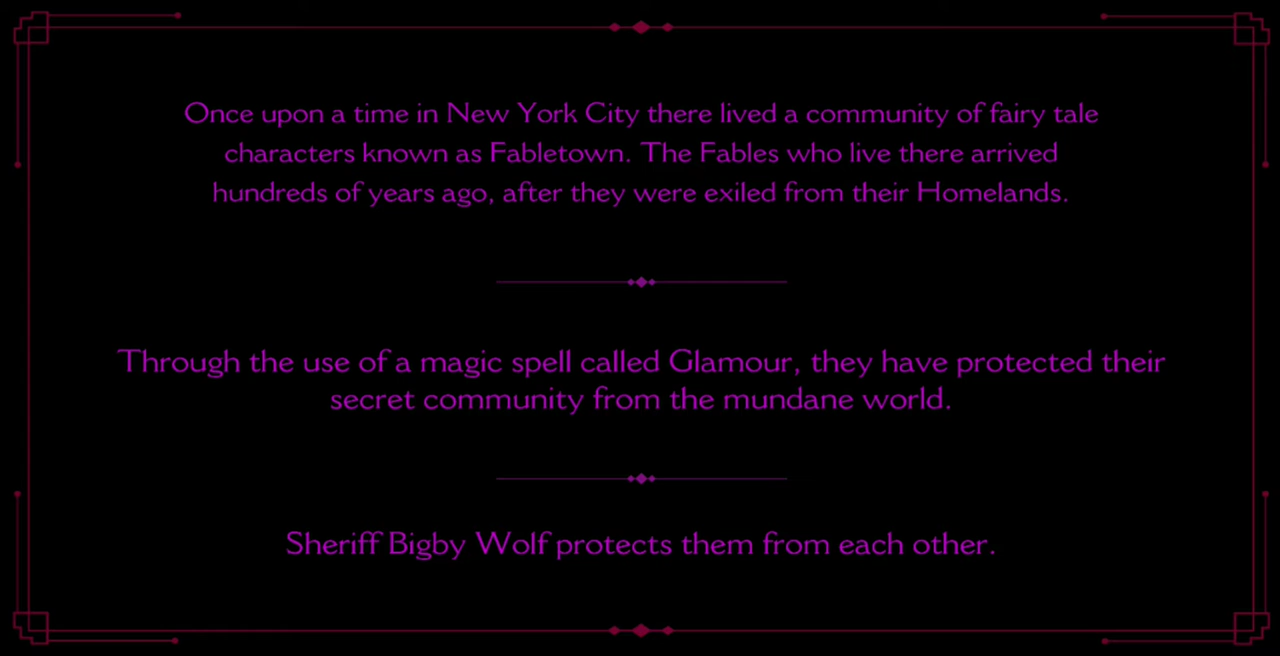 Once upon a time in New York City there lived a community of fairy tale
characters known as Fabletown. The Fables who live there arrived
hundreds of years ago, after they were exiled from their Homelands.
Through the use of a magic spell called Glamour, they have protected their
secret community from the mundane world.
Sheriff Bigby Wolf protects them from each other.